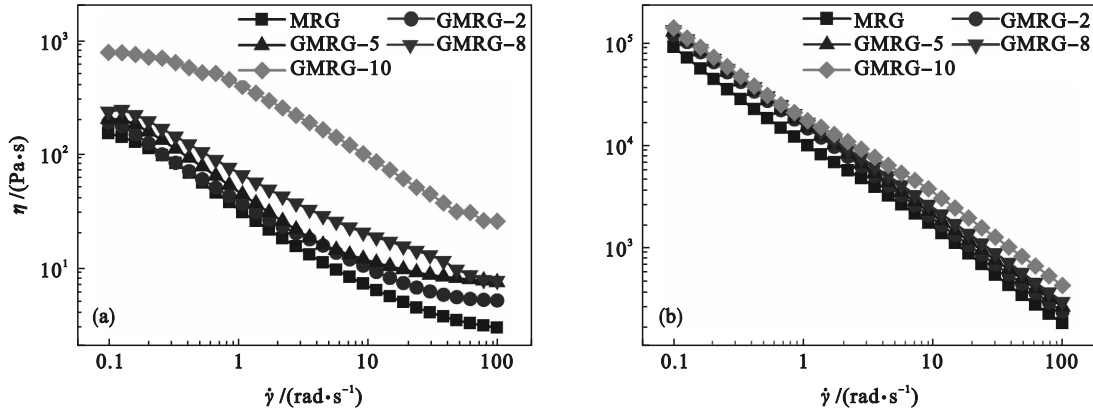 MRG GMRG-2
GMRG-5 GMRG-8
GMRG-10
10³
10²
10¹
η /(Pa·s)
(a)
0.1 1 10 100
γ̇ /(rad·s⁻¹)
MRG GMRG-2
GMRG-5 GMRG-8
GMRG-10
10⁵
10⁴
10³
(b)
0.1 1 10 100
γ̇ /(rad·s⁻¹)